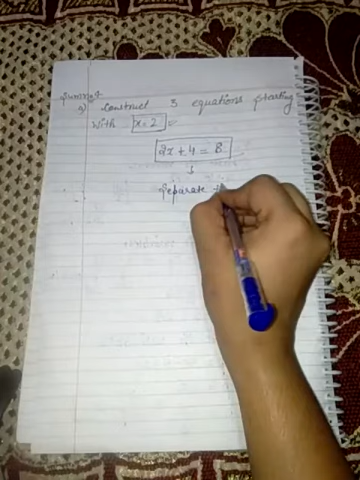 Construct 3 equations starting
with x = 2
2x + 4 = 8
Separate